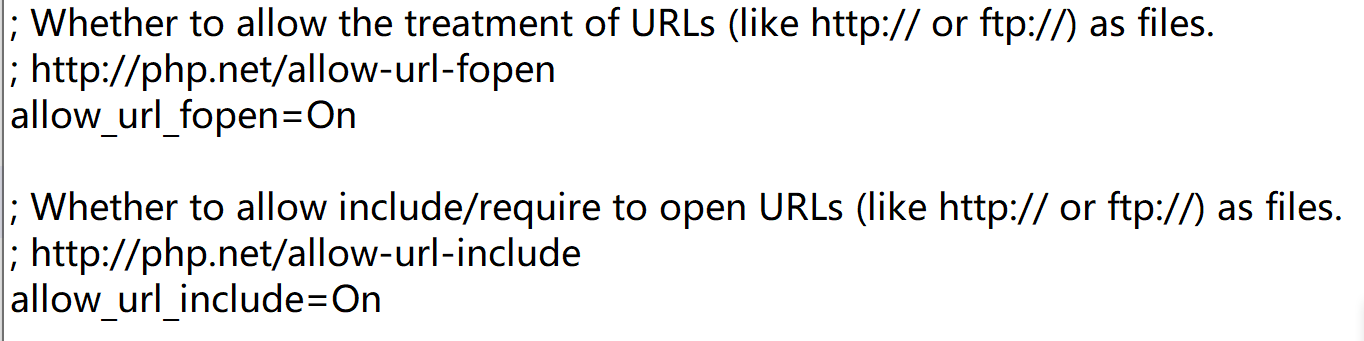 ; Whether to allow the treatment of URLs (like http:// or ftp://) as files.
; http://php.net/allow-url-fopen
allow_url_fopen=On
; Whether to allow include/require to open URLs (like http:// or ftp://) as files.
; http://php.net/allow-url-include
allow_url_include=On